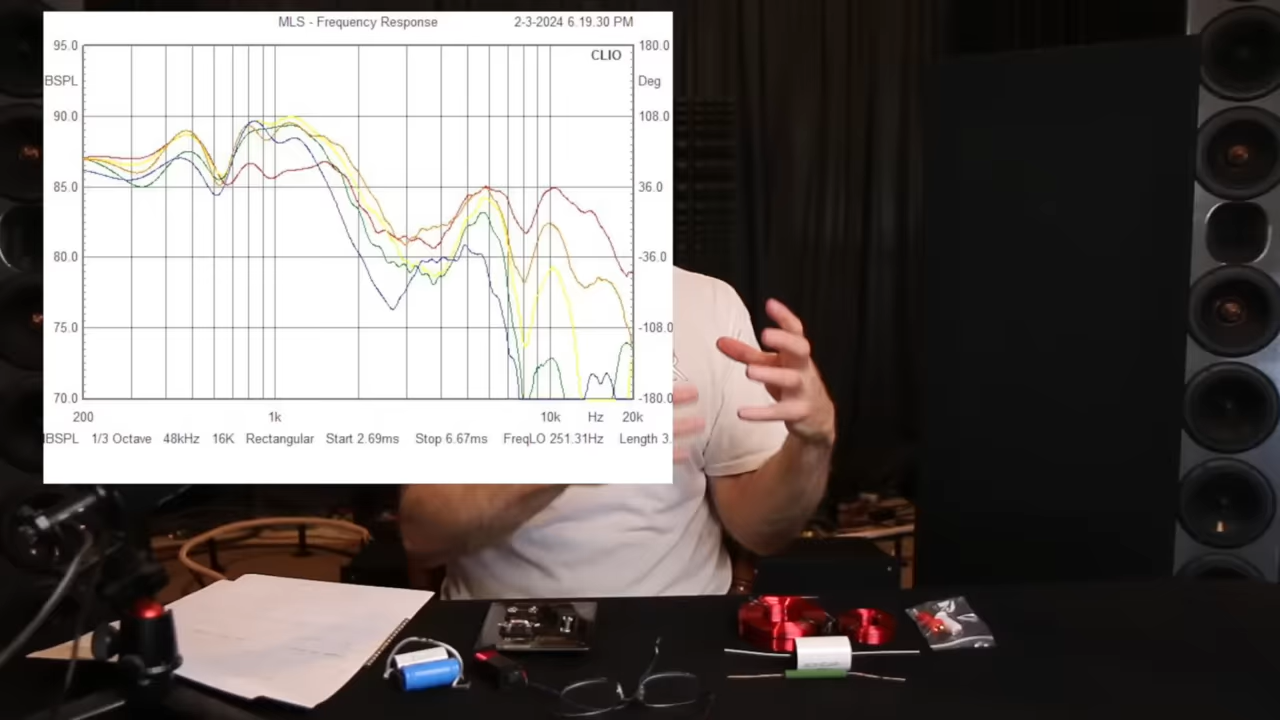 MLS - Frequency Response 2-3-2024 6.19.30 PM
95.0 180.0
CLIO
BSPL Deg
90.0 108.0
85.0 36.0
80.0 -36.0
75.0 -108.0
70.0 -180.0
200 1k 10k Hz 20k
BSPL 1/3 Octave 48kHz 16K Rectangular Start 2.69ms Stop 6.67ms FreqLO 251.31Hz Length 3.